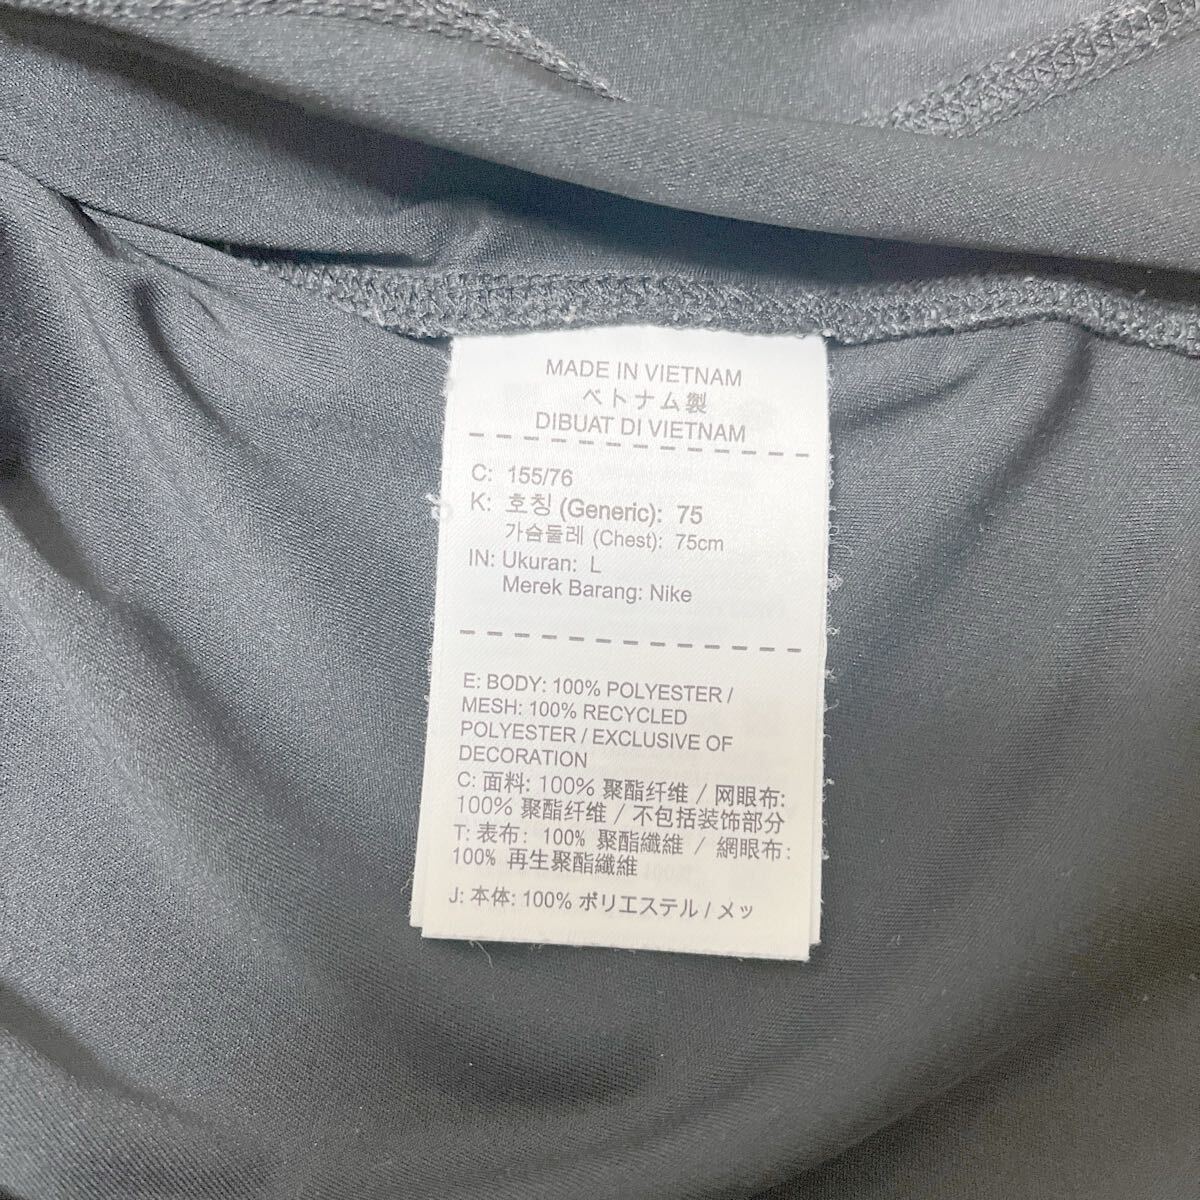 MADE IN VIETNAM
ベトナム製
DIBUAT DI VIETNAM
C: 155/76
K: 호칭 (Generic): 75
가슴둘레 (Chest): 75cm
IN: Ukuran: L
Merek Barang: Nike
E: BODY: 100% POLYESTER /
MESH: 100% RECYCLED
POLYESTER / EXCLUSIVE OF
DECORATION
C: 面料: 100% 聚酯纤维 / 网眼布:
100% 聚酯纤维 / 不包括装饰部分
T: 表布: 100% 聚酯纖維 / 網眼布:
100% 再生聚酯纖維
J: 本体: 100% ポリエステル / メッ